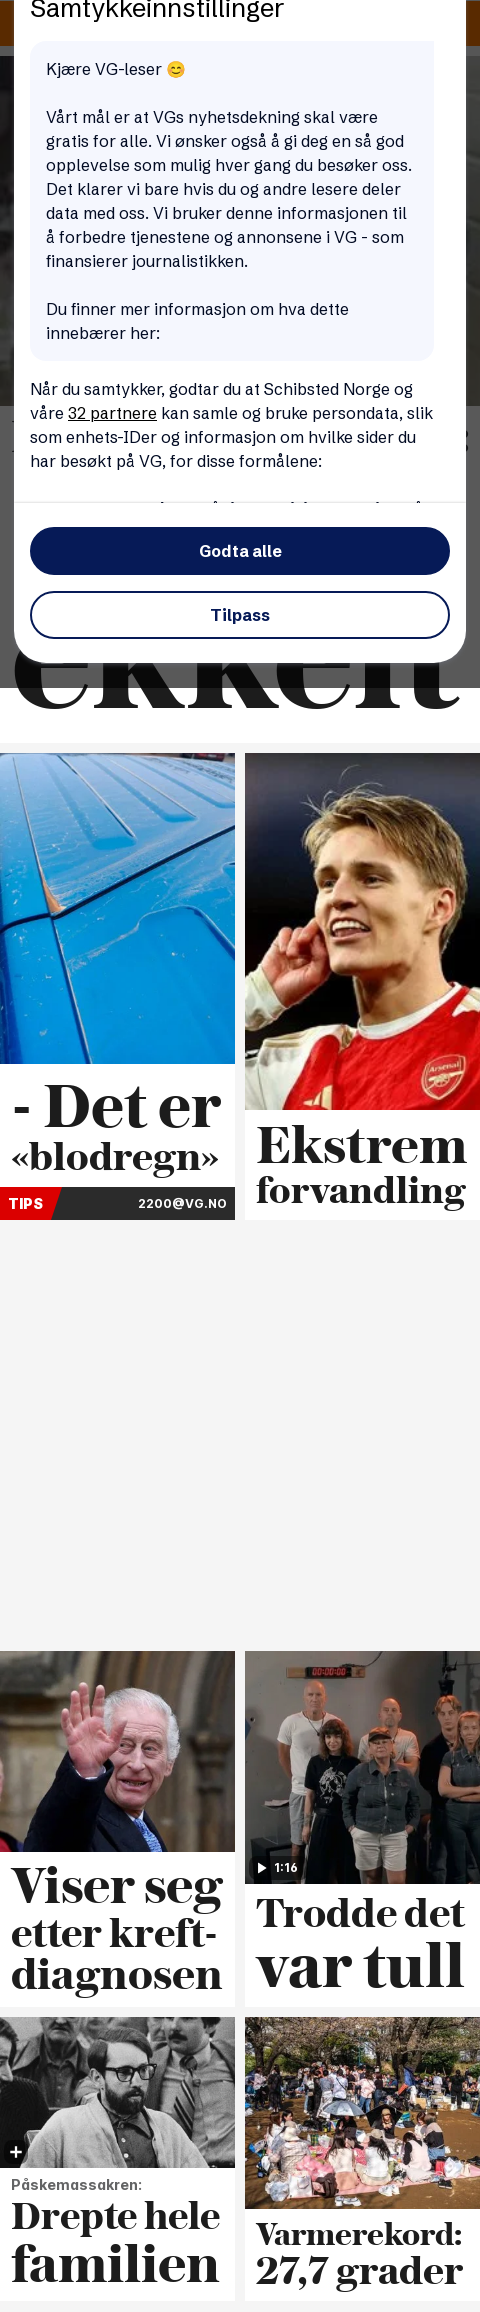 Samtykkeinnstillinger
Kjære VG-leser 😊
Vårt mål er at VGs nyhetsdekning skal være
gratis for alle. Vi ønsker også å gi deg en så god
opplevelse som mulig hver gang du besøker oss.
Det klarer vi bare hvis du og andre lesere deler
data med oss. Vi bruker denne informasjonen til
å forbedre tjenestene og annonsene i VG - som
finansierer journalistikken.
Du finner mer informasjon om hva dette
innebærer her:
Når du samtykker, godtar du at Schibsted Norge og
våre 32 partnere kan samle og bruke persondata, slik
som enhets-IDer og informasjon om hvilke sider du
har besøkt på VG, for disse formålene:
Godta alle
Tilpass
- Det er
«blodregn»
TIPS
2200@VG.NO
Arsenal
Ekstrem
forvandling
Viser seg
etter kreft-
diagnosen
00:00:00
1:16
Trodde det
var tull
Påskemassakren:
Drepte hele
familien
Varmerekord:
27,7 grader